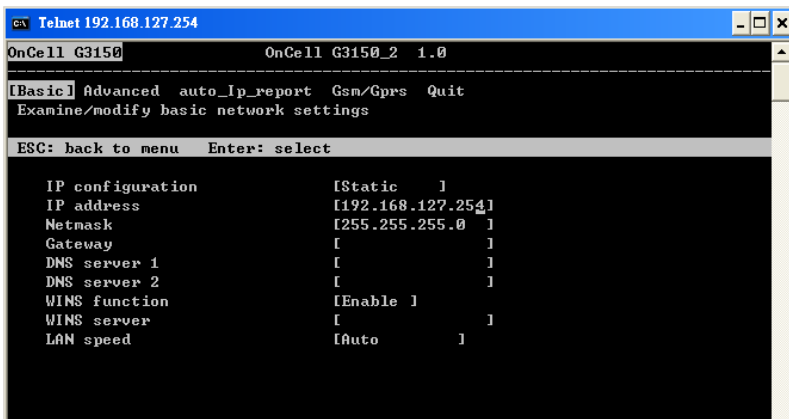 Telnet 192.168.127.254
OnCell G3150 OnCell G3150_2 1.0
[Basic] Advanced auto_Ip_report Gsm/Gprs Quit
Examine/modify basic network settings
ESC: back to menu Enter: select
IP configuration [Static ]
IP address [192.168.127.254]
Netmask [255.255.255.0 ]
Gateway [ ]
DNS server 1 [ ]
DNS server 2 [ ]
WINS function [Enable ]
WINS server [ ]
LAN speed [Auto ]